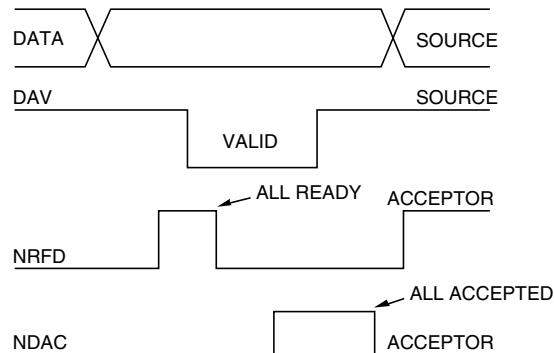 DATA SOURCE
DAV SOURCE
VALID
ALL READY
ACCEPTOR
NRFD
ALL ACCEPTED
NDAC ACCEPTOR